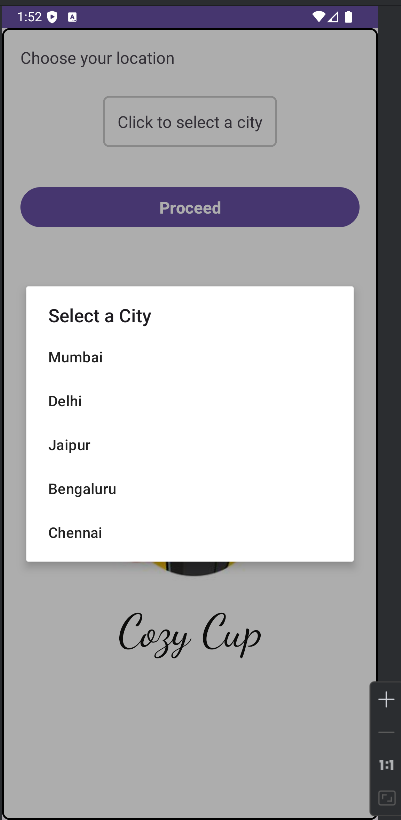 1:52
Choose your location
Click to select a city
Proceed
Select a City
Mumbai
Delhi
Jaipur
Bengaluru
Chennai
Cozy Cup
1:1